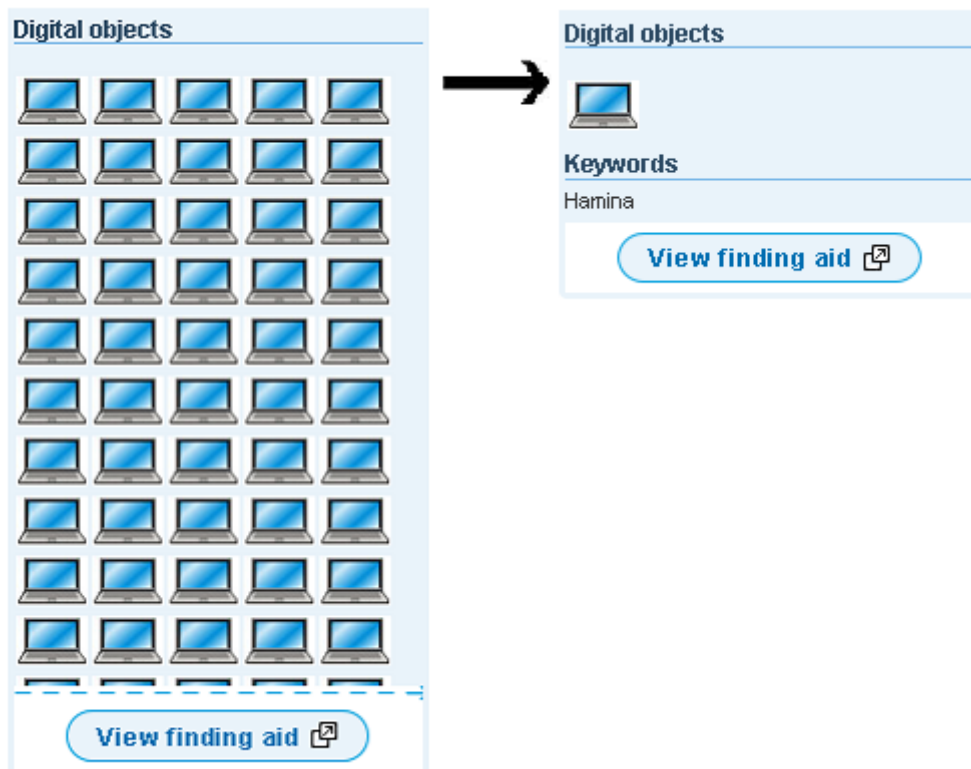 Digital objects
View finding aid
Digital objects
Keywords
Hamina
View finding aid